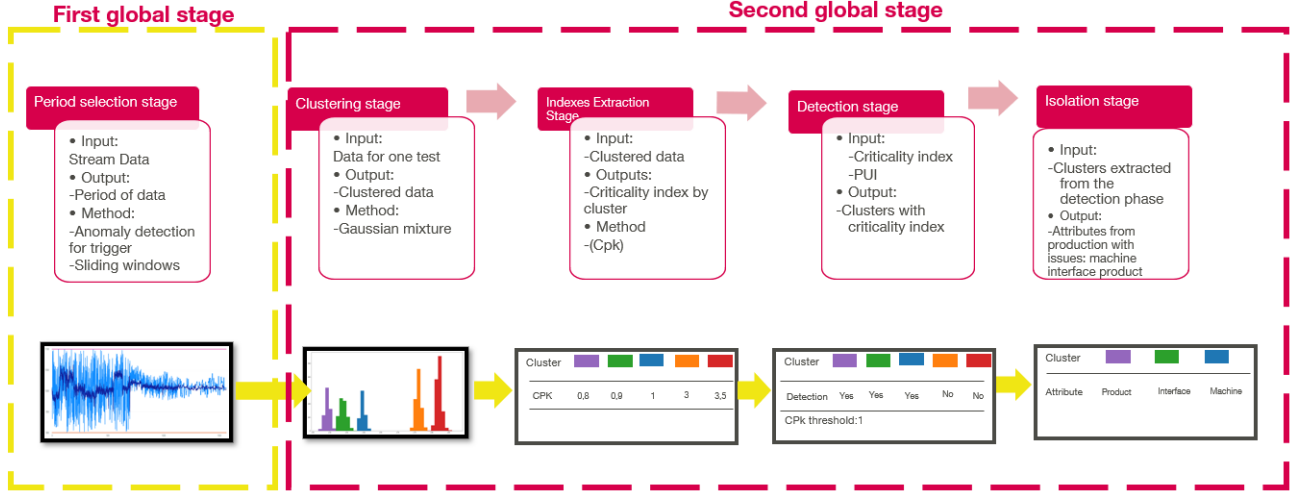 First global stage
Second global stage
Period selection stage
• Input:
Stream Data
• Output:
-Period of data
• Method:
-Anomaly detection
for trigger
-Sliding windows
Clustering stage
• Input:
Data for one test
• Output:
-Clustered data
• Method:
-Gaussian mixture
Indexes Extraction
Stage
• Input:
-Clustered data
• Outputs:
-Criticality index by
cluster
• Method
-(Cpk)
Detection stage
• Input:
-Criticality index
-PUI
• Output:
-Clusters with
criticality index
Isolation stage
• Input:
-Clusters extracted
from the
detection phase
• Output:
-Attributes from
production with
issues: machine
interface product
Cluster
CPK 0,8 0,9 1 3 3,5
Cluster
Detection Yes Yes Yes No No
CPk threshold:1
Cluster
Attribute Product Interface Machine